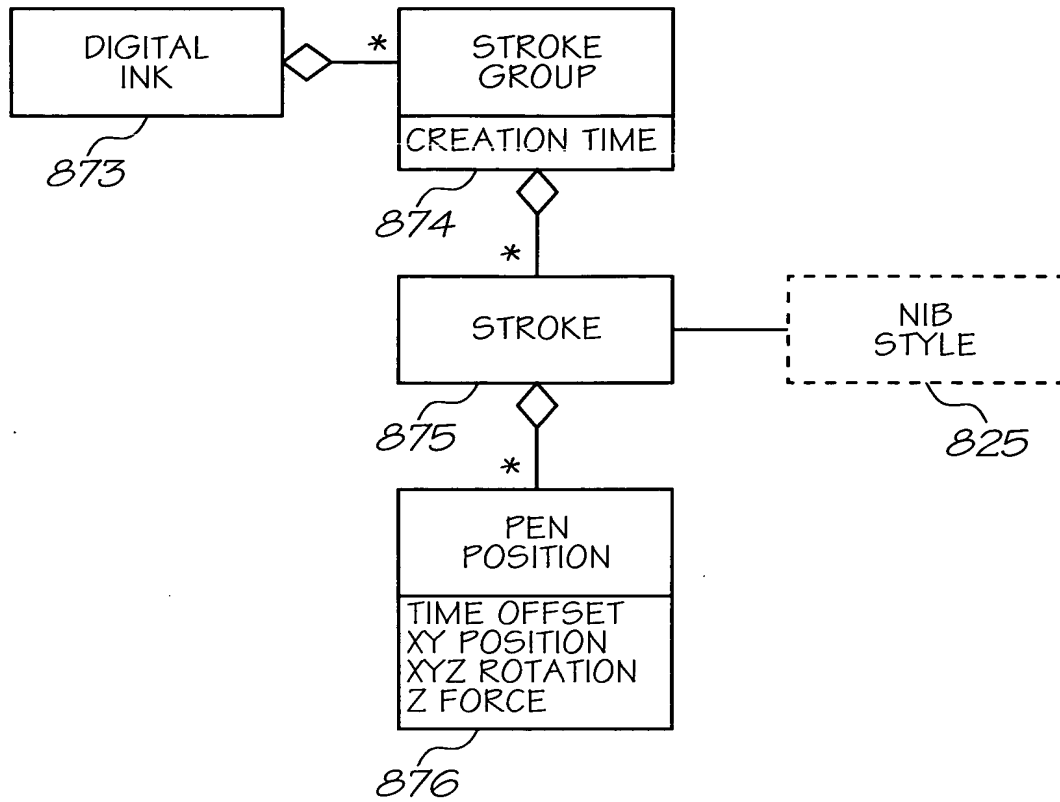 DIGITAL
INK
*
STROKE
GROUP
873
CREATION TIME
874
*
STROKE
NIB
STYLE
875
825
*
PEN
POSITION
TIME OFFSET
XY POSITION
XYZ ROTATION
Z FORCE
876